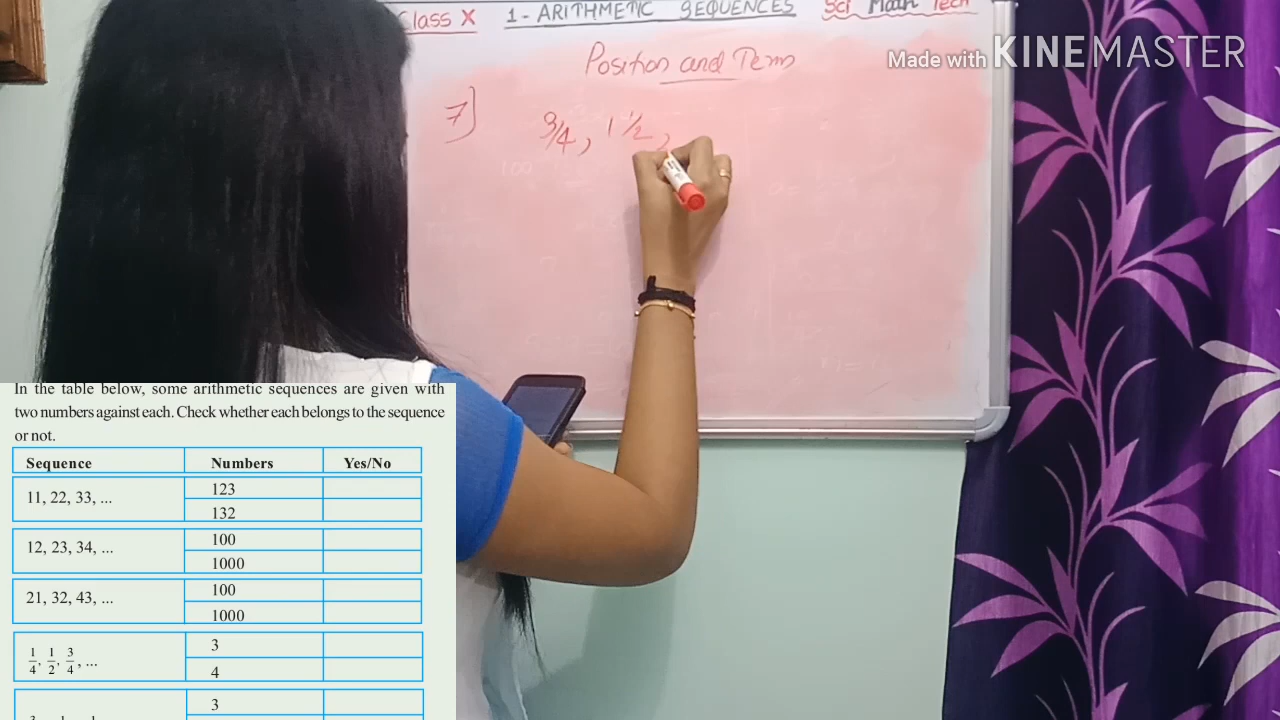 Class X 1 - ARITHMETIC SEQUENCES Sci Math Tech
Made with KINEMASTER
Position and Term
7) 3/4, 1 1/2,
In the table below, some arithmetic sequences are given with
two numbers against each. Check whether each belongs to the sequence
or not.
Sequence Numbers Yes/No
11, 22, 33, ... 123
132
12, 23, 34, ... 100
1000
21, 32, 43, ... 100
1000
1/4, 1/2, 3/4, ... 3
4
3